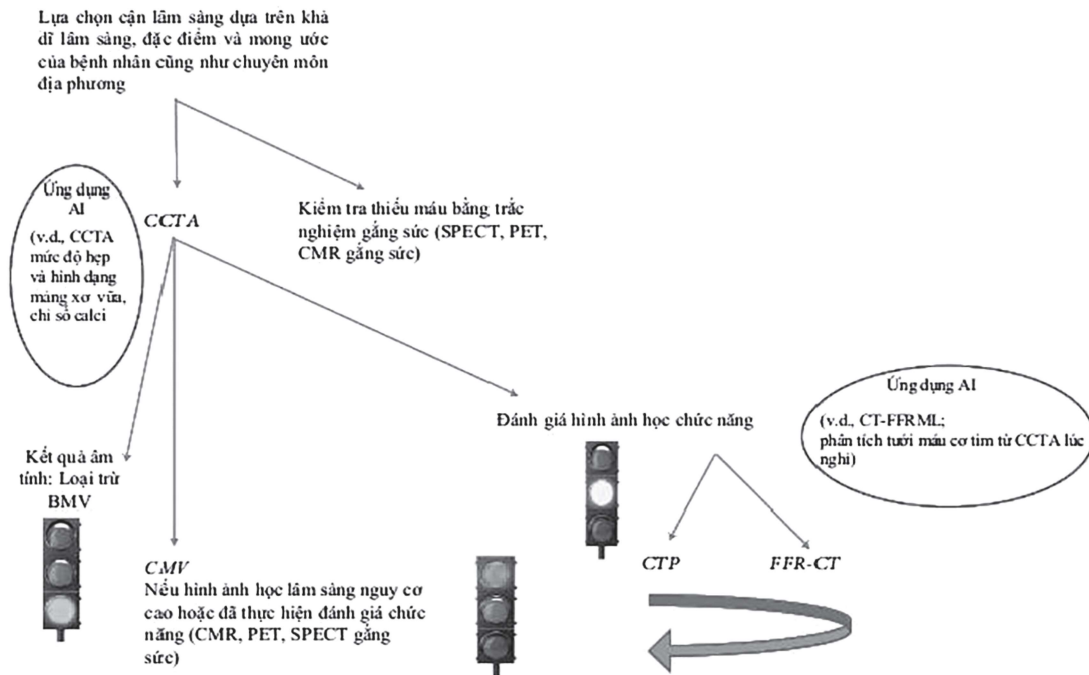 Lựa chọn cận lâm sàng dựa trên khả
dĩ lâm sàng, đặc điểm và mong ước
của bệnh nhân cũng như chuyên môn
địa phương
Ứng dụng
AI
(v.d., CCTA
mức độ hẹp
và hình dạng
mảng xơ vữa,
chỉ số calci
CCTA
Kiểm tra thiếu máu bằng trắc
nghiệm gắng sức (SPECT, PET,
CMR gắng sức)
Đánh giá hình ảnh học chức năng
Ứng dụng AI
(v.d., CT-FFRML;
phân tích tưới máu cơ tim từ CCTA lúc
nghỉ)
Kết quả âm
tính: Loại trừ
BMV
CMV
Nếu hình ảnh học lâm sàng nguy cơ
cao hoặc đã thực hiện đánh giá chức
năng (CMR, PET, SPECT gắng
sức)
CTP
FFR-CT